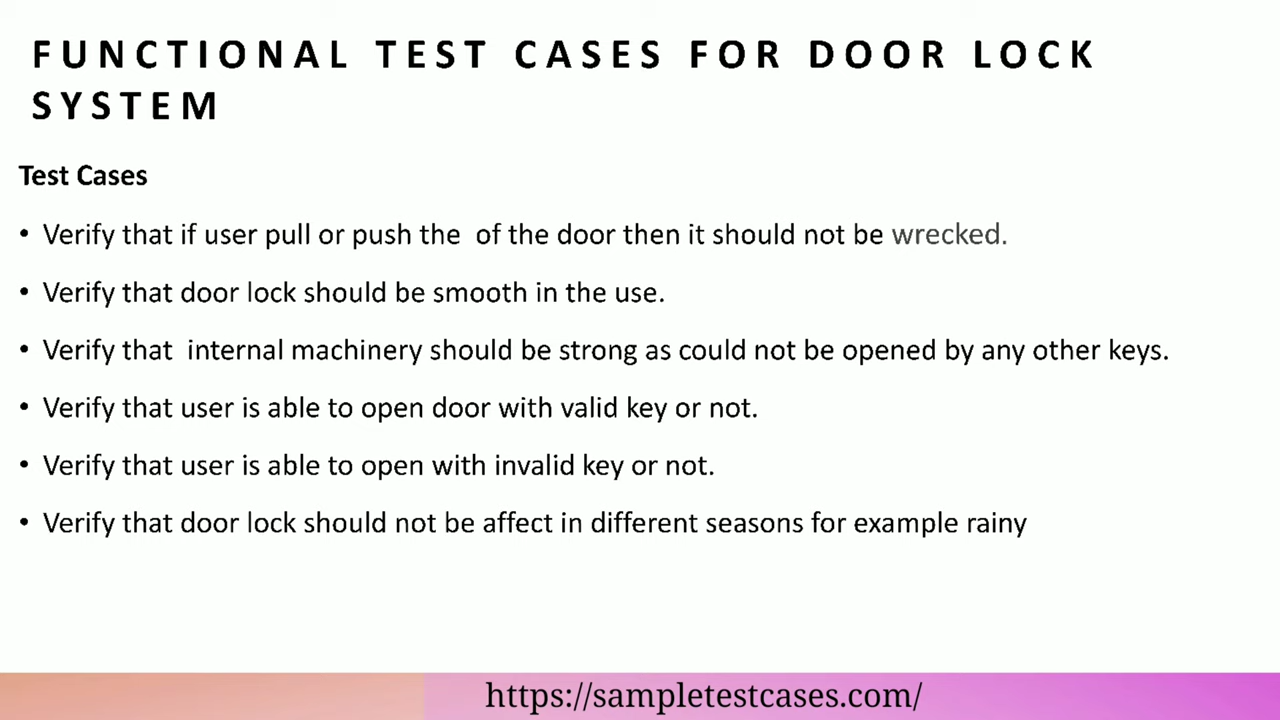 FUNCTIONAL TEST CASES FOR DOOR LOCK
SYSTEM
Test Cases
• Verify that if user pull or push the  of the door then it should not be wrecked.
• Verify that door lock should be smooth in the use.
• Verify that  internal machinery should be strong as could not be opened by any other keys.
• Verify that user is able to open door with valid key or not.
• Verify that user is able to open with invalid key or not.
• Verify that door lock should not be affect in different seasons for example rainy
https://sampletestcases.com/